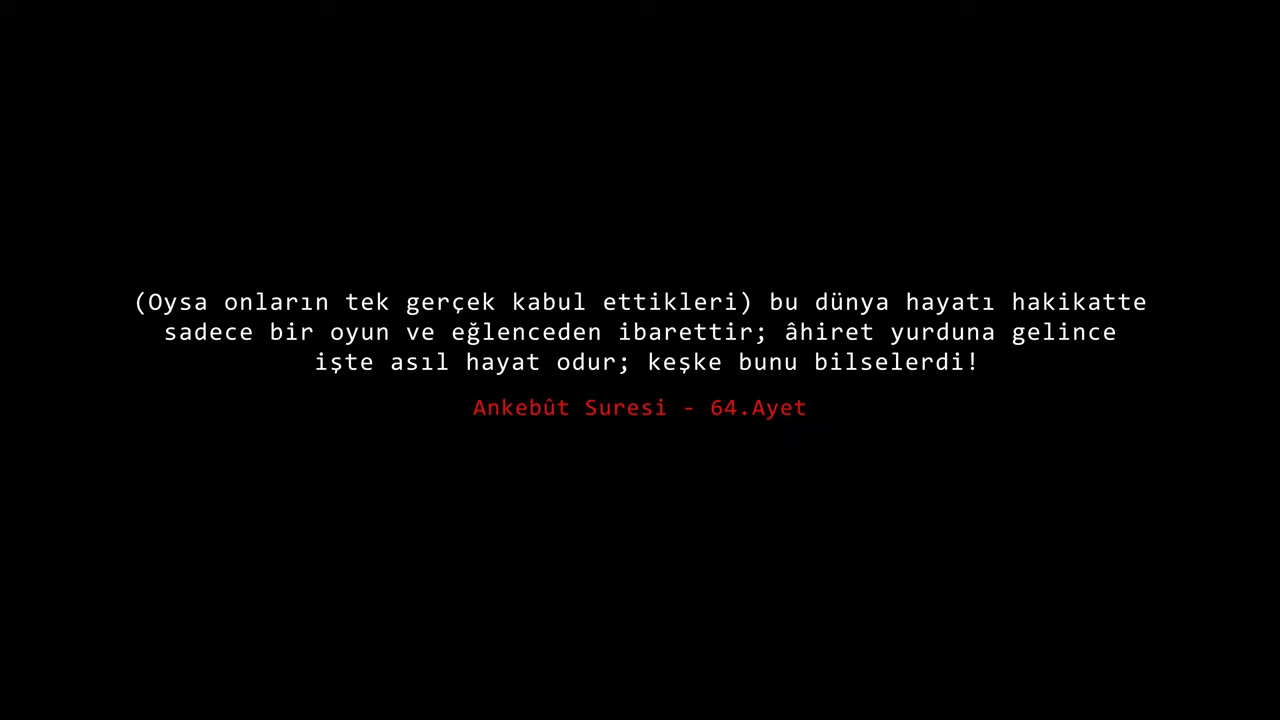 (Oysa onların tek gerçek kabul ettikleri) bu dünya hayatı hakikatte
sadece bir oyun ve eğlenceden ibarettir; âhiret yurduna gelince
işte asıl hayat odur; keşke bunu bilselerdi!
Ankebût Suresi - 64.Ayet